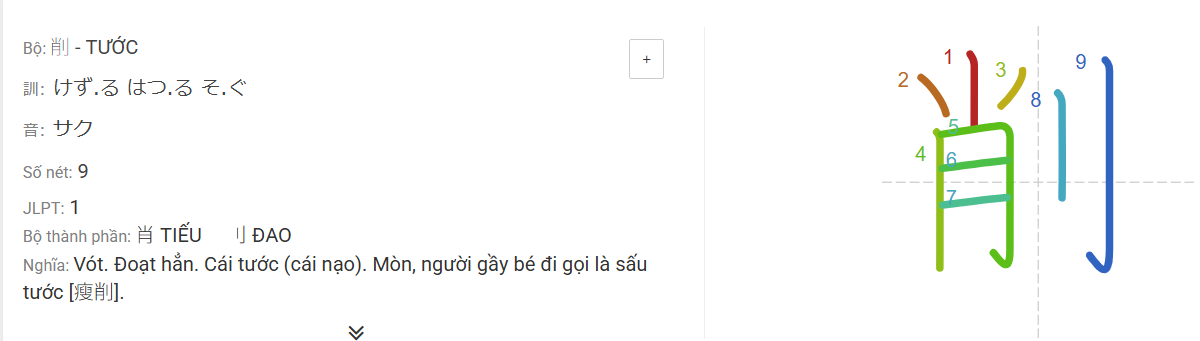 Bộ: 削 - TƯỚC
+
訓: けず.る はつ.る そ.ぐ
音: サク
Số nét: 9
JLPT: 1
Bộ thành phần: 肖 TIẾU 刂 ĐAO
Nghĩa: Vót. Đoạt hẳn. Cái tước (cái nạo). Mòn, người gầy bé đi gọi là sấu
tước [瘦削].
1
2
3
4
5
6
7
8
9
削